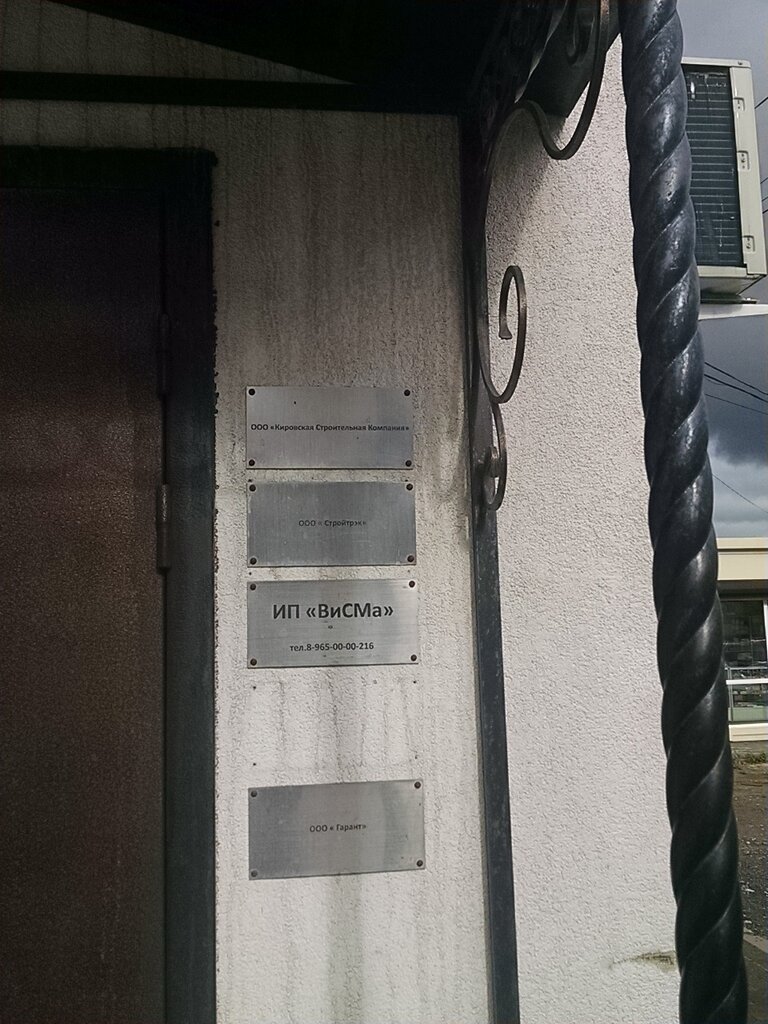 ООО «Кировская Строительная Компания»
ООО « Стройтрэк»
ИП «ВиСМа»
тел.8-965-00-00-216
ООО « Гарант»